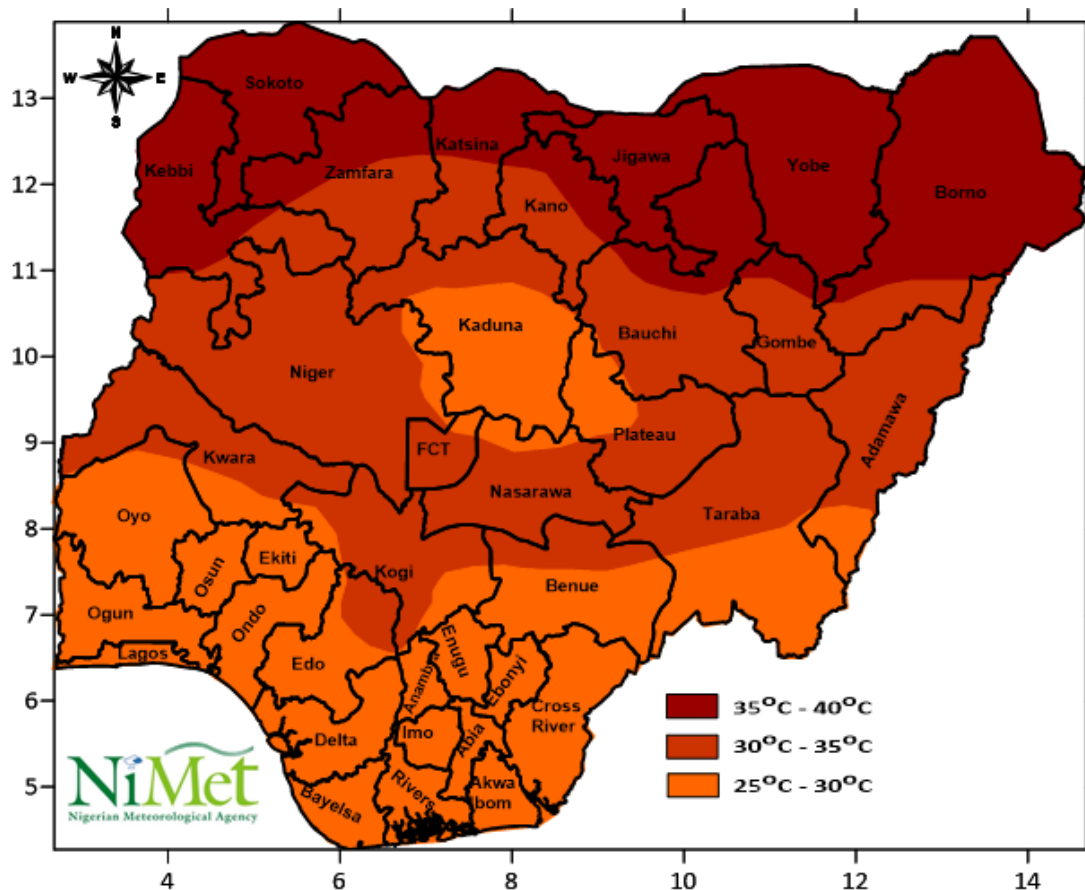 N
W E
S
13
12
11
10
9
8
7
6
5
4 6 8 10 12 14
Sokoto
Kebbi
Zamfara
Katsina
Kano
Jigawa
Yobe
Borno
Kaduna
Bauchi
Gombe
Niger
Adamawa
FCT
Plateau
Kwara
Nasarawa
Taraba
Oyo
Osun
Ekiti
Kogi
Benue
Ogun
Ondo
Lagos
Edo
Anambra
Enugu
Ebonyi
Cross
River
Delta
Imo
Abia
Bayelsa
Rivers
Akwa
Ibom
35°C - 40°C
30°C - 35°C
25°C - 30°C
NiMet
Nigerian Meteorological Agency